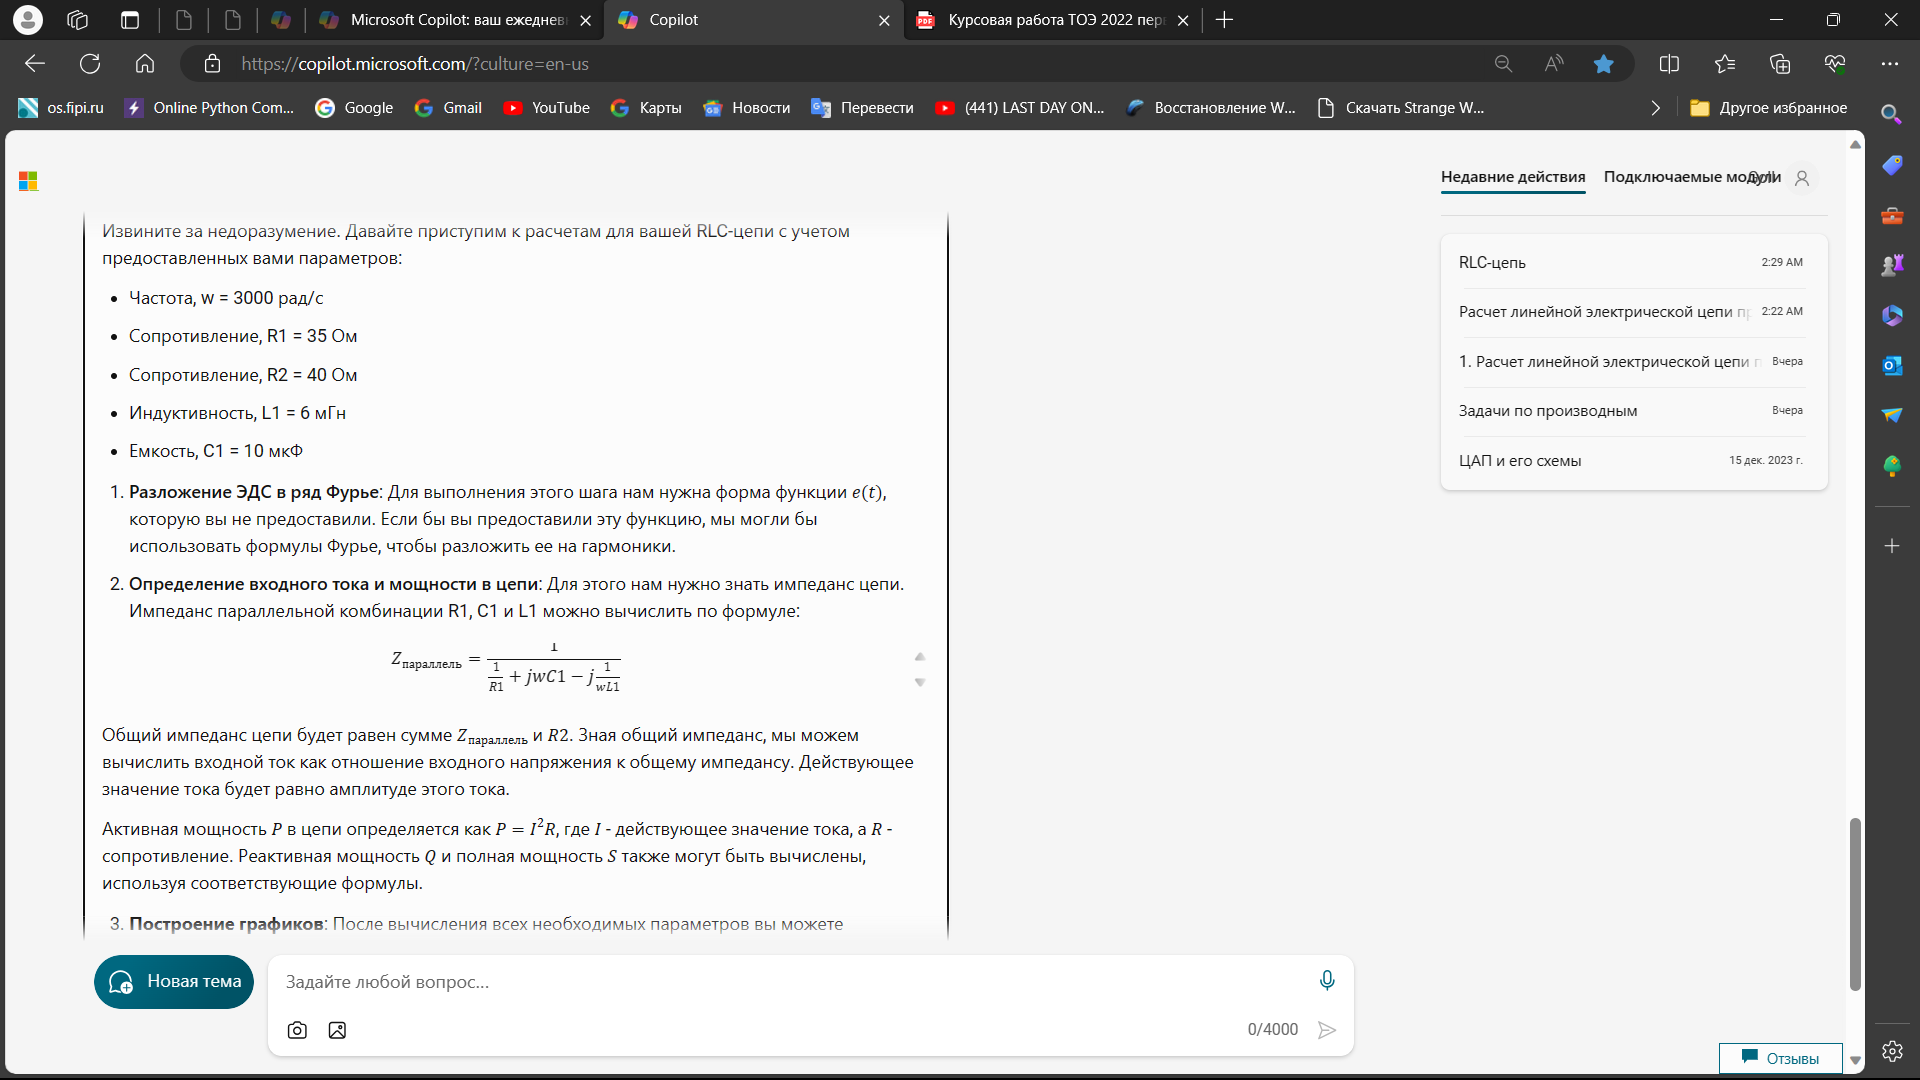 Microsoft Copilot: ваш ежеднев
Copilot
Курсовая работа ТОЭ 2022 пер
https://copilot.microsoft.com/?culture=en-us
os.fipi.ru
Online Python Com...
Google
Gmail
YouTube
Карты
Новости
Перевести
(441) LAST DAY ON...
Восстановление W...
Скачать Strange W...
Другое избранное
Недавние действия
Подключаемые модули
Извините за недоразумение. Давайте приступим к расчетам для вашей RLC-цепи с учетом
предоставленных вами параметров:
• Частота, w = 3000 рад/с
• Сопротивление, R1 = 35 Ом
• Сопротивление, R2 = 40 Ом
• Индуктивность, L1 = 6 мГн
• Емкость, C1 = 10 мкФ
1. Разложение ЭДС в ряд Фурье: Для выполнения этого шага нам нужна форма функции e(t),
которую вы не предоставили. Если бы вы предоставили эту функцию, мы могли бы
использовать формулы Фурье, чтобы разложить ее на гармоники.
2. Определение входного тока и мощности в цепи: Для этого нам нужно знать импеданс цепи.
Импеданс параллельной комбинации R1, C1 и L1 можно вычислить по формуле:
Zпараллель = 1 / (1/R1 + jwC1 − j 1/wL1)
Общий импеданс цепи будет равен сумме Zпараллель и R2. Зная общий импеданс, мы можем
вычислить входной ток как отношение входного напряжения к общему импедансу. Действующее
значение тока будет равно амплитуде этого тока.
Активная мощность P в цепи определяется как P = I²R, где I - действующее значение тока, а R -
сопротивление. Реактивная мощность Q и полная мощность S также могут быть вычислены,
используя соответствующие формулы.
3. Построение графиков: После вычисления всех необходимых параметров вы можете
RLC-цепь 2:29 AM
Расчет линейной электрической цепи пр 2:22 AM
1. Расчет линейной электрической цепи п Вчера
Задачи по производным Вчера
ЦАП и его схемы 15 дек. 2023 г.
Новая тема
Задайте любой вопрос...
0/4000
Отзывы